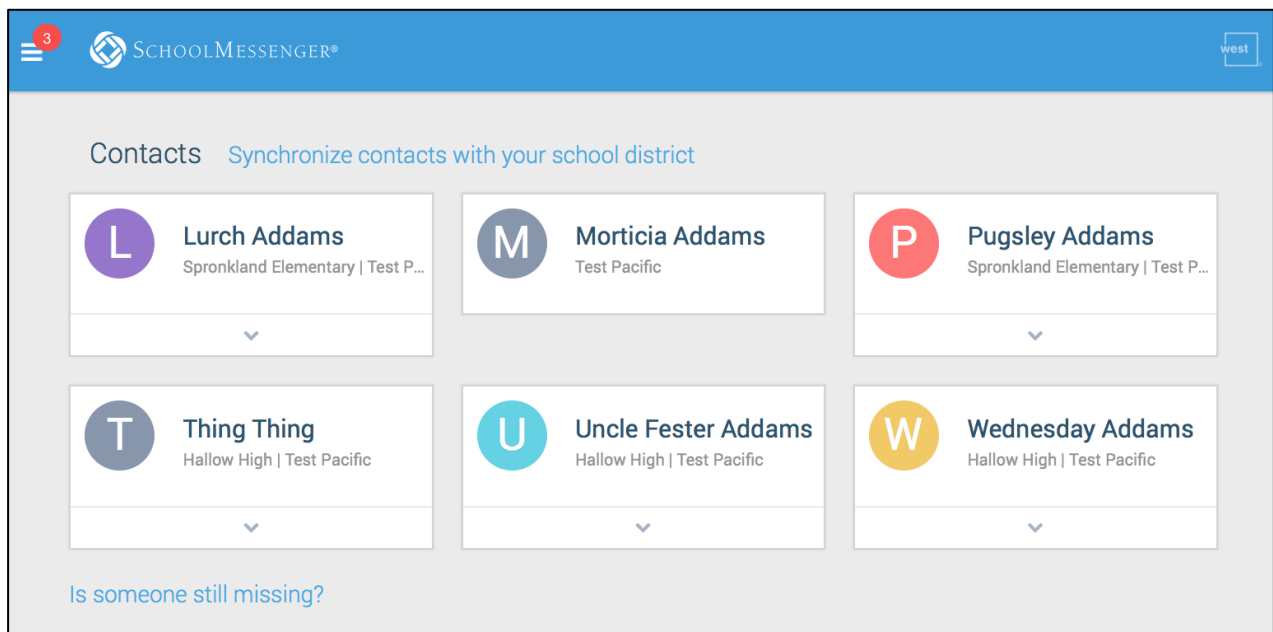 3
SCHOOLMESSENGER®
west
Contacts Synchronize contacts with your school district
L
Lurch Addams
Spronkland Elementary | Test P...
M
Morticia Addams
Test Pacific
P
Pugsley Addams
Spronkland Elementary | Test P...
T
Thing Thing
Hallow High | Test Pacific
U
Uncle Fester Addams
Hallow High | Test Pacific
W
Wednesday Addams
Hallow High | Test Pacific
Is someone still missing?